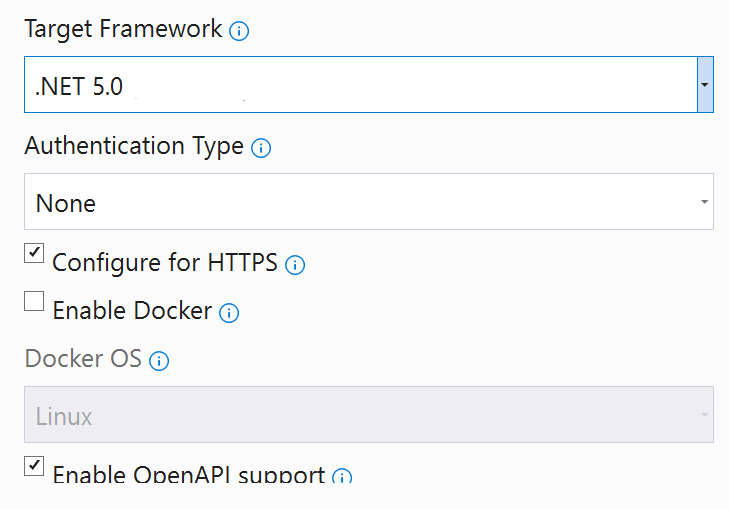 Target Framework
.NET 5.0
Authentication Type
None
Configure for HTTPS
Enable Docker
Docker OS
Linux
Enable OpenAPI support